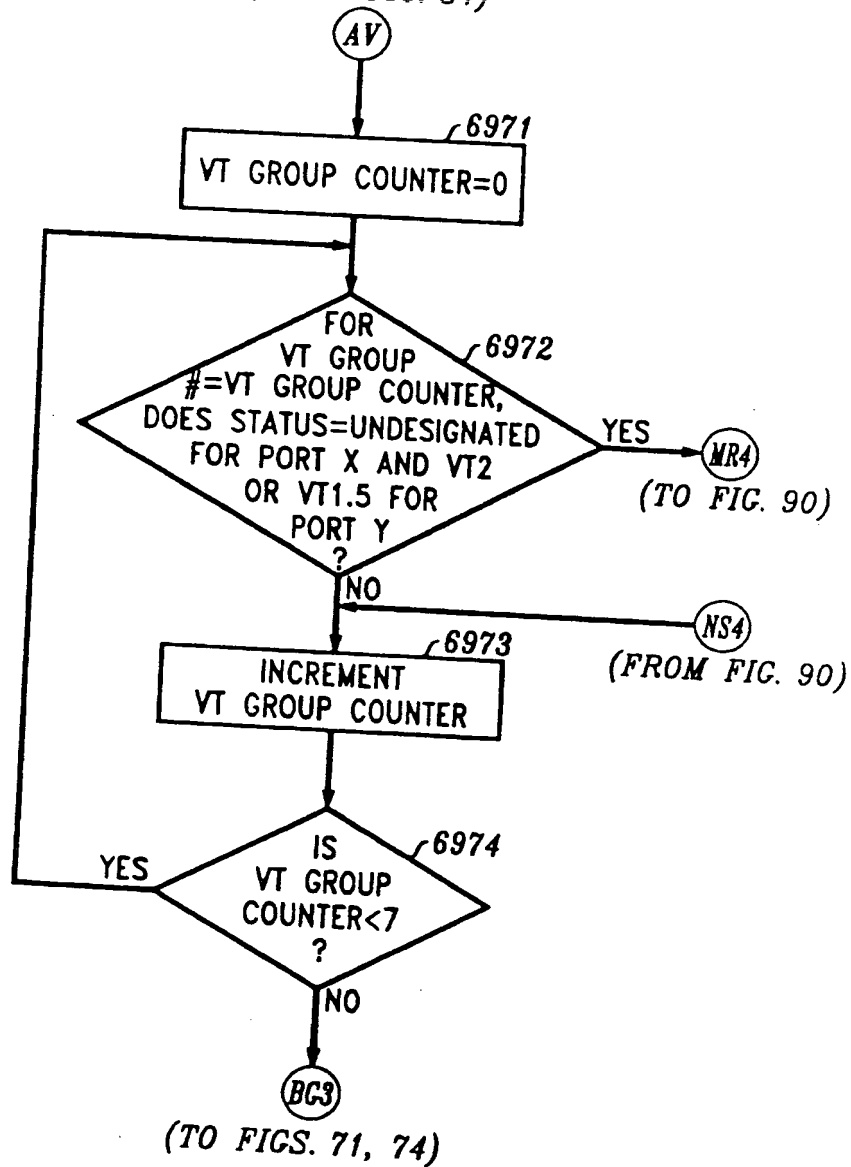 AV
6971
VT GROUP COUNTER=0
FOR
VT GROUP
#=VT GROUP COUNTER,
DOES STATUS=UNDESIGNATED
FOR PORT X AND VT2
OR VT1.5 FOR
PORT Y
?
6972
YES
MR4
(TO FIG. 90)
NO
NS4
(FROM FIG. 90)
6973
INCREMENT
VT GROUP COUNTER
6974
IS
VT GROUP
COUNTER<7
?
YES
NO
BG3
(TO FIGS. 71, 74)